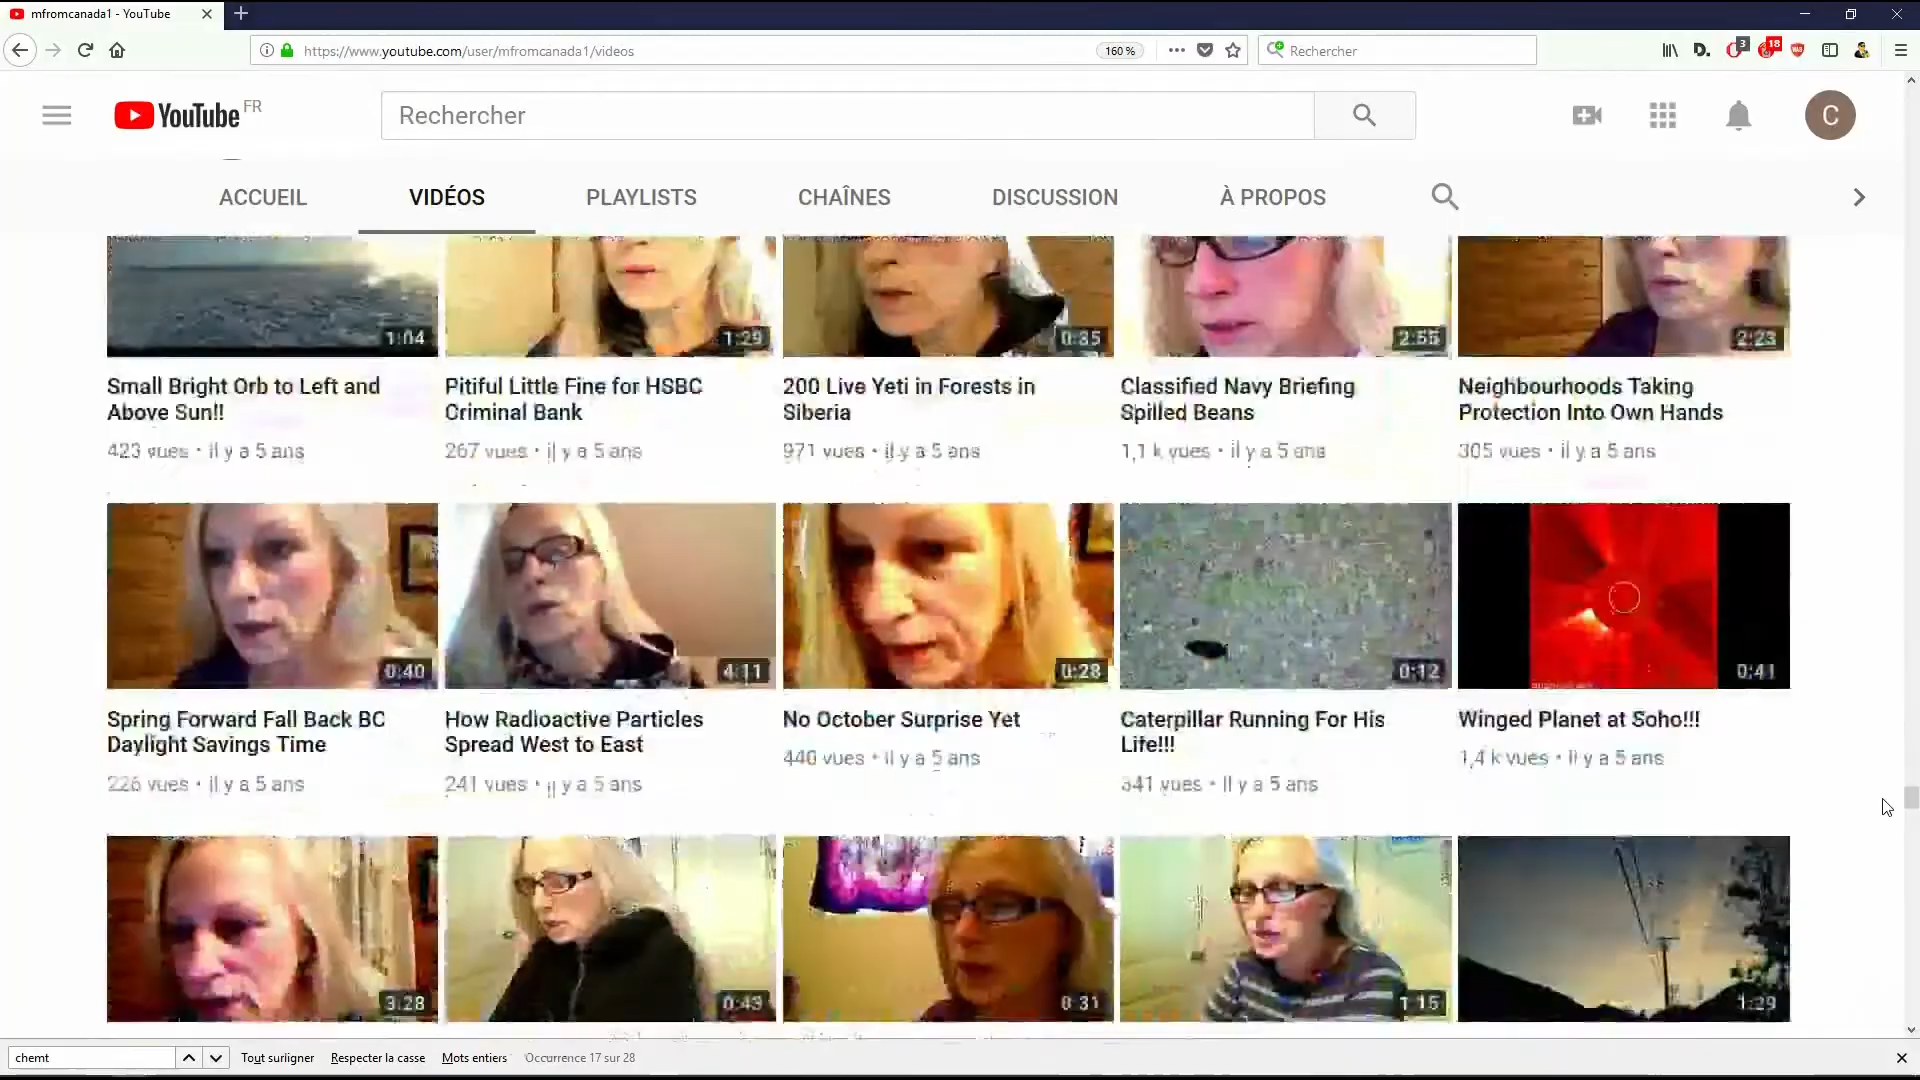 mfromcanada1 - YouTube
https://www.youtube.com/user/mfromcanada1/videos
160 %
Rechercher
D.
3
18
YouTube FR
Rechercher
C
ACCUEIL
VIDÉOS
PLAYLISTS
CHAÎNES
DISCUSSION
À PROPOS
1:04
1:29
0:35
2:55
2:23
Small Bright Orb to Left and
Above Sun!!
423 vues • il y a 5 ans
Pitiful Little Fine for HSBC
Criminal Bank
267 vues • il y a 5 ans
200 Live Yeti in Forests in
Siberia
971 vues • il y a 5 ans
Classified Navy Briefing
Spilled Beans
1,1 k vues • il y a 5 ans
Neighbourhoods Taking
Protection Into Own Hands
305 vues • il y a 5 ans
0:40
4:11
0:28
0:12
0:41
Spring Forward Fall Back BC
Daylight Savings Time
226 vues • il y a 5 ans
How Radioactive Particles
Spread West to East
241 vues • il y a 5 ans
No October Surprise Yet
440 vues • il y a 5 ans
Caterpillar Running For His
Life!!!
341 vues • il y a 5 ans
Winged Planet at Soho!!!
1,4 k vues • il y a 5 ans
3:28
0:43
0:31
1:15
1:29
chemt
Tout surligner
Respecter la casse
Mots entiers
Occurrence 17 sur 28